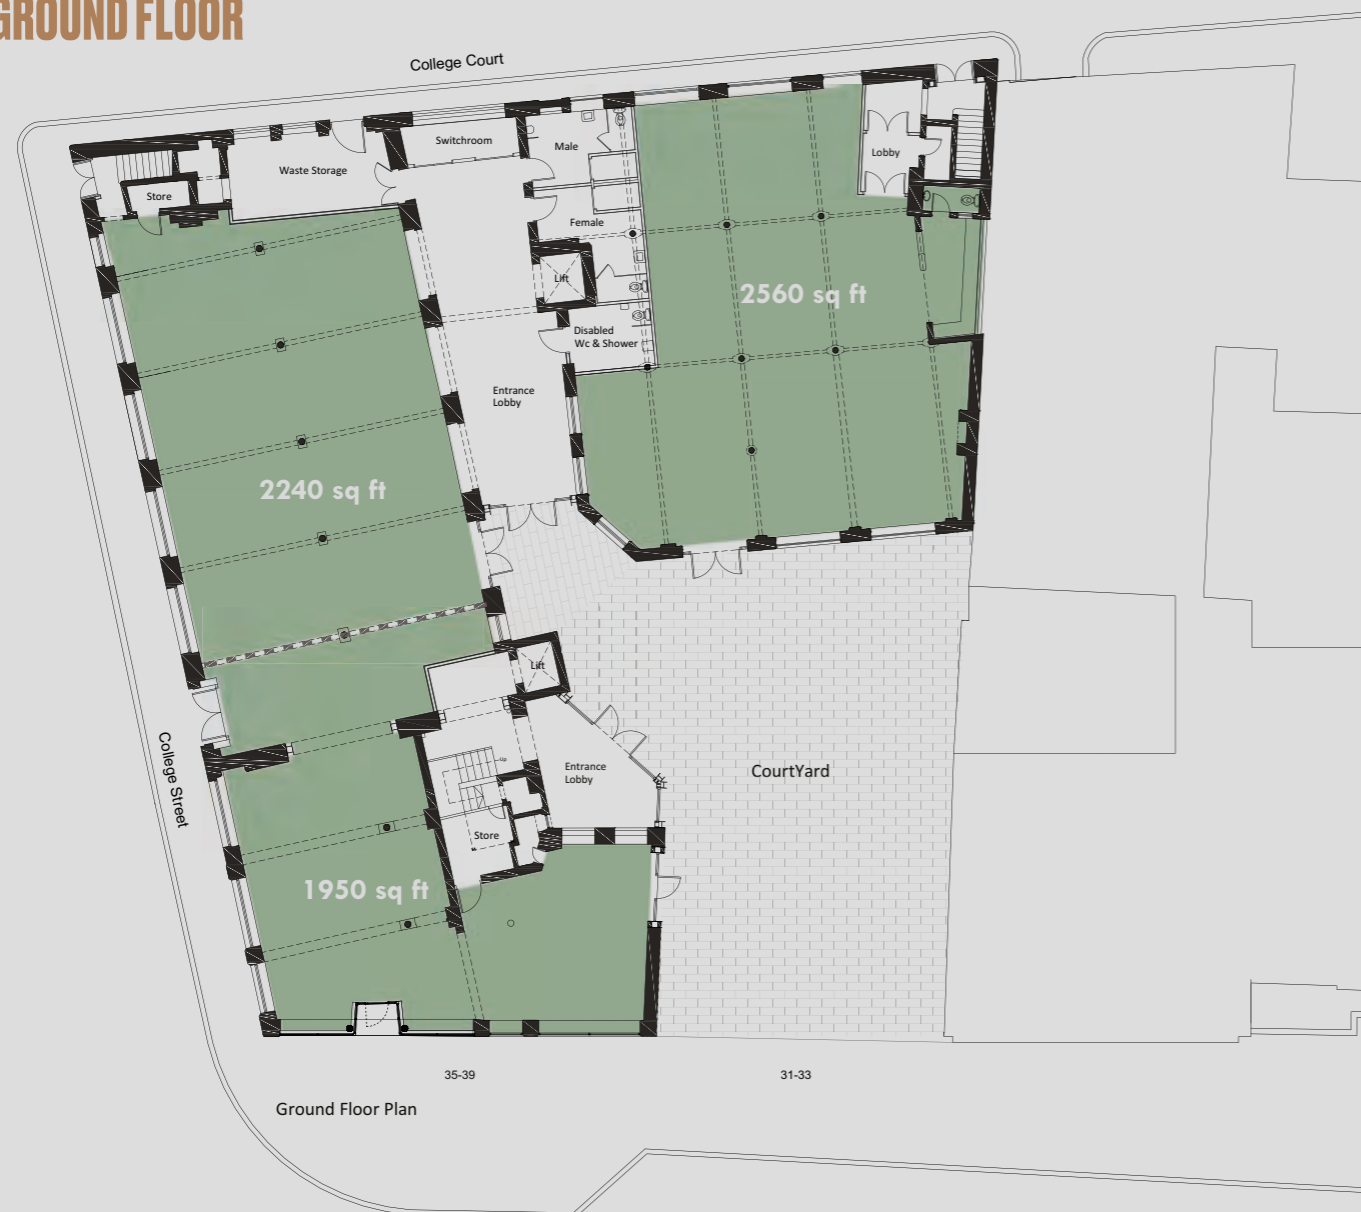 GROUND FLOOR
College Court
Switchroom
Male
Waste Storage
Lobby
Store
Female
Lift
2560 sq ft
Disabled
Wc & Shower
Entrance
Lobby
2240 sq ft
Lift
College Street
Up
Entrance
Lobby
CourtYard
Store
1950 sq ft
35-39
31-33
Ground Floor Plan